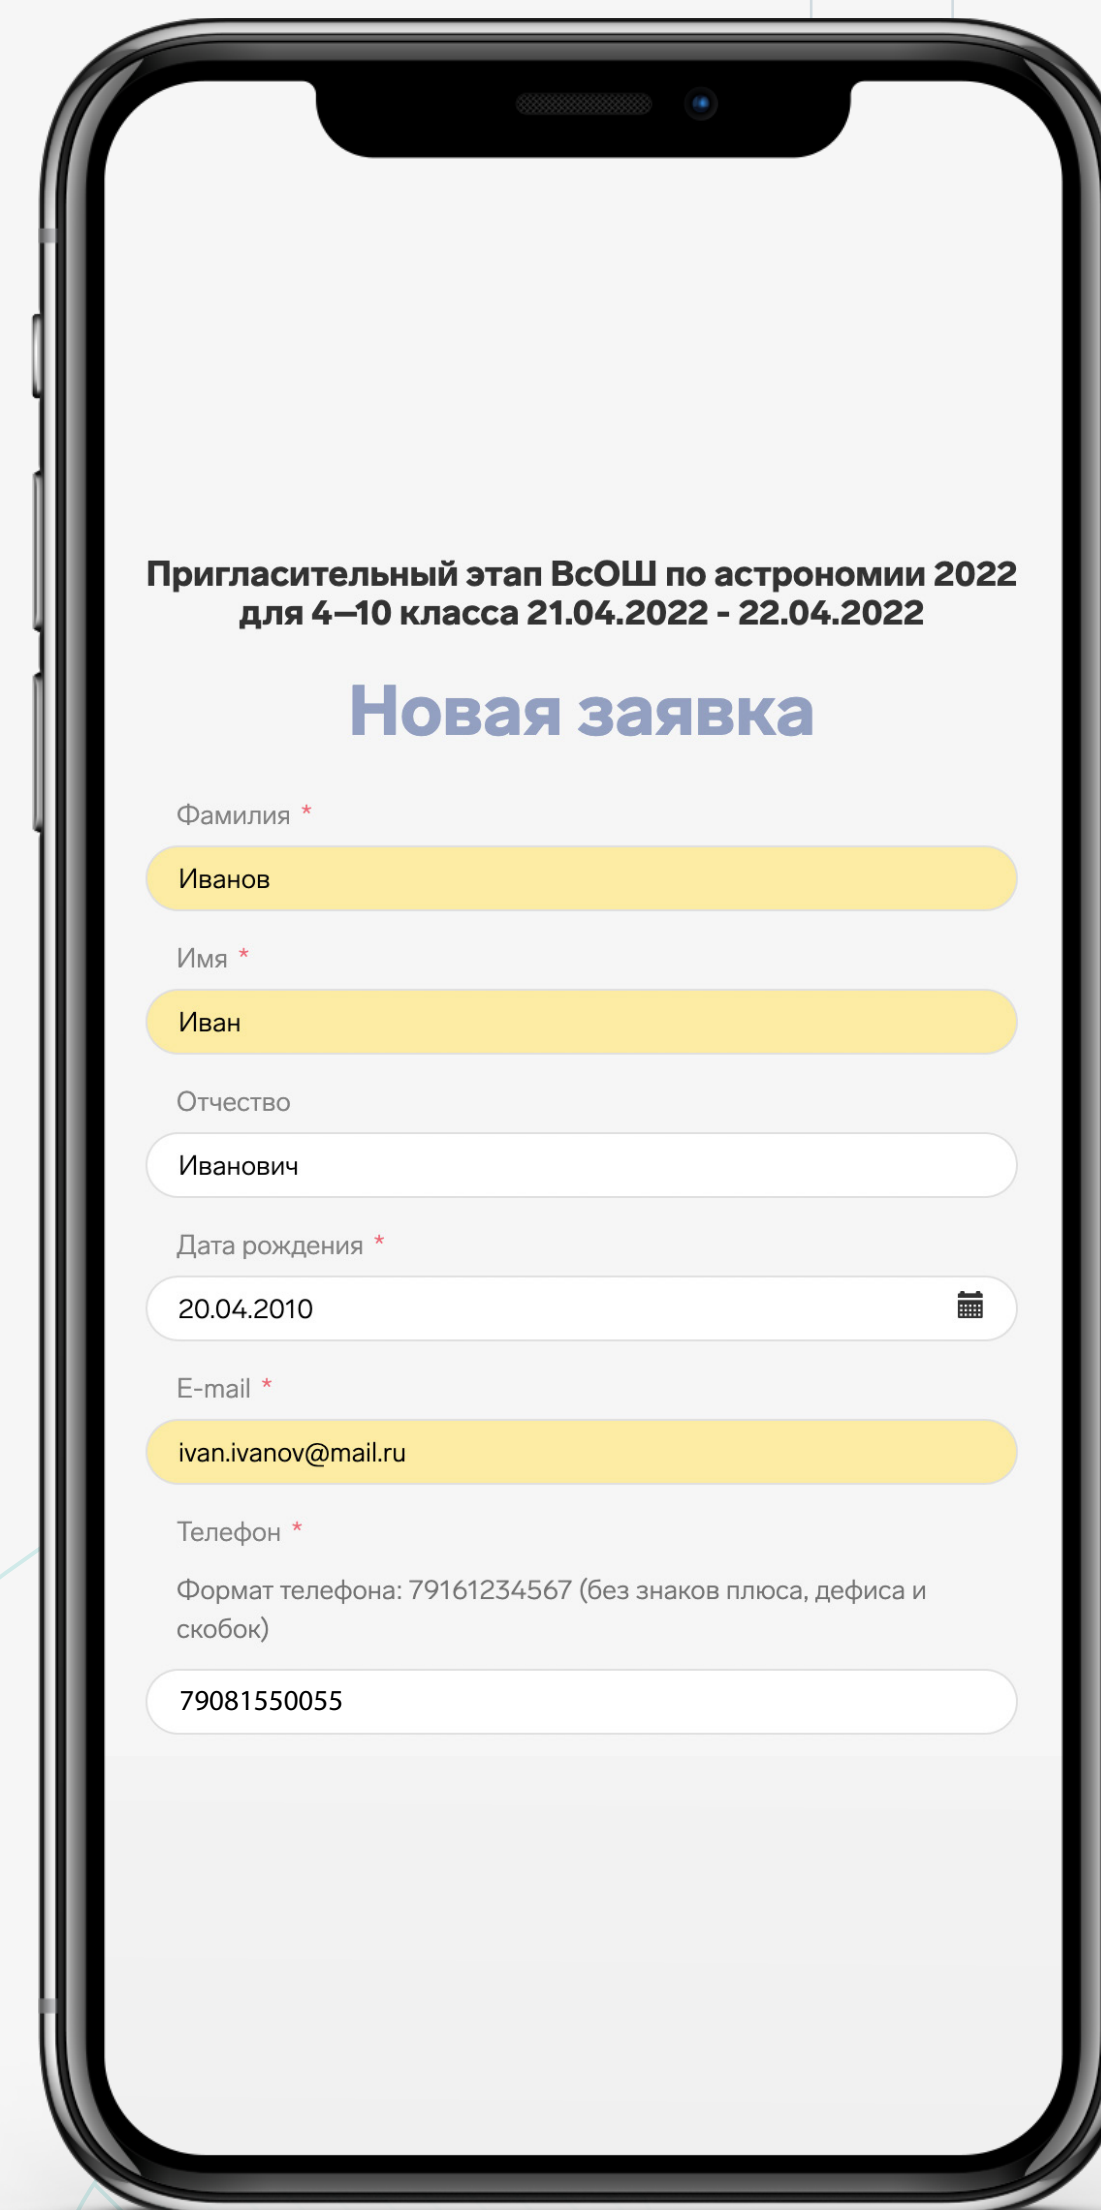 Пригласительный этап ВсОШ по астрономии 2022
для 4–10 класса 21.04.2022 - 22.04.2022
Новая заявка
Фамилия *
Иванов
Имя *
Иван
Отчество
Иванович
Дата рождения *
20.04.2010
E-mail *
ivan.ivanov@mail.ru
Телефон *
Формат телефона: 79161234567 (без знаков плюса, дефиса и
скобок)
79081550055